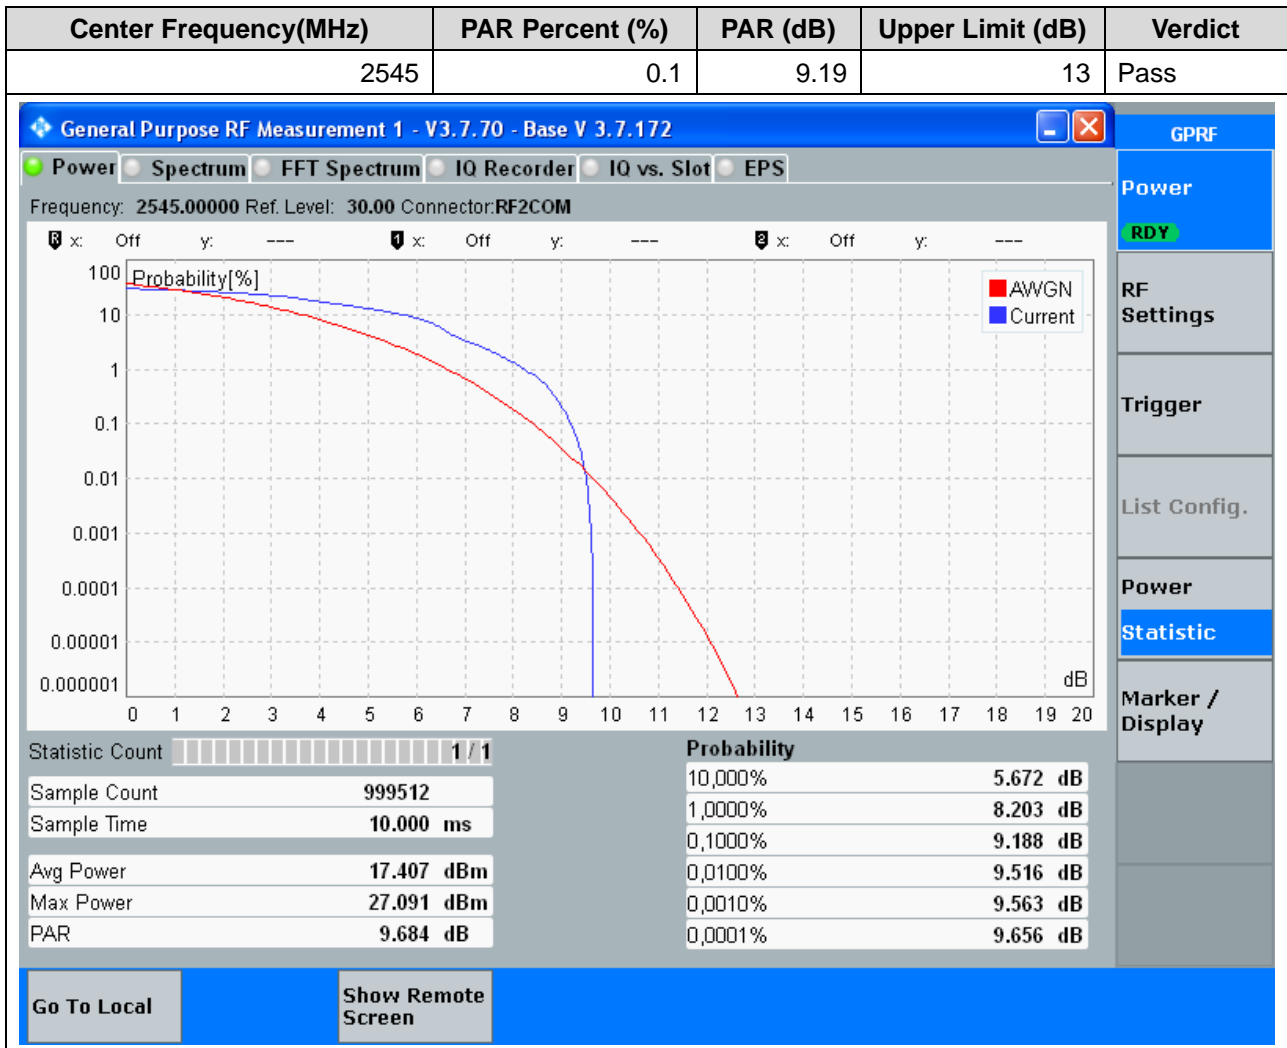 Center Frequency(MHz) PAR Percent (%) PAR (dB) Upper Limit (dB) Verdict
2545 0.1 9.19 13 Pass
General Purpose RF Measurement 1 - V3.7.70 - Base V 3.7.172
GPRF
Power Spectrum FFT Spectrum IQ Recorder IQ vs. Slot EPS
Frequency: 2545.00000 Ref. Level: 30.00 Connector:RF2COM
R x: Off y: --- 1 x: Off y: --- 2 x: Off y: ---
Probability[%]
AWGN
Current
100
10
1
0.1
0.01
0.001
0.0001
0.00001
0.000001
dB
0 1 2 3 4 5 6 7 8 9 10 11 12 13 14 15 16 17 18 19 20
Statistic Count 1 / 1
Sample Count 999512
Sample Time 10.000 ms
Avg Power 17.407 dBm
Max Power 27.091 dBm
PAR 9.684 dB
Probability
10,000% 5.672 dB
1,0000% 8.203 dB
0,1000% 9.188 dB
0,0100% 9.516 dB
0,0010% 9.563 dB
0,0001% 9.656 dB
Power
RDY
RF
Settings
Trigger
List Config.
Power
Statistic
Marker /
Display
Go To Local
Show Remote
Screen